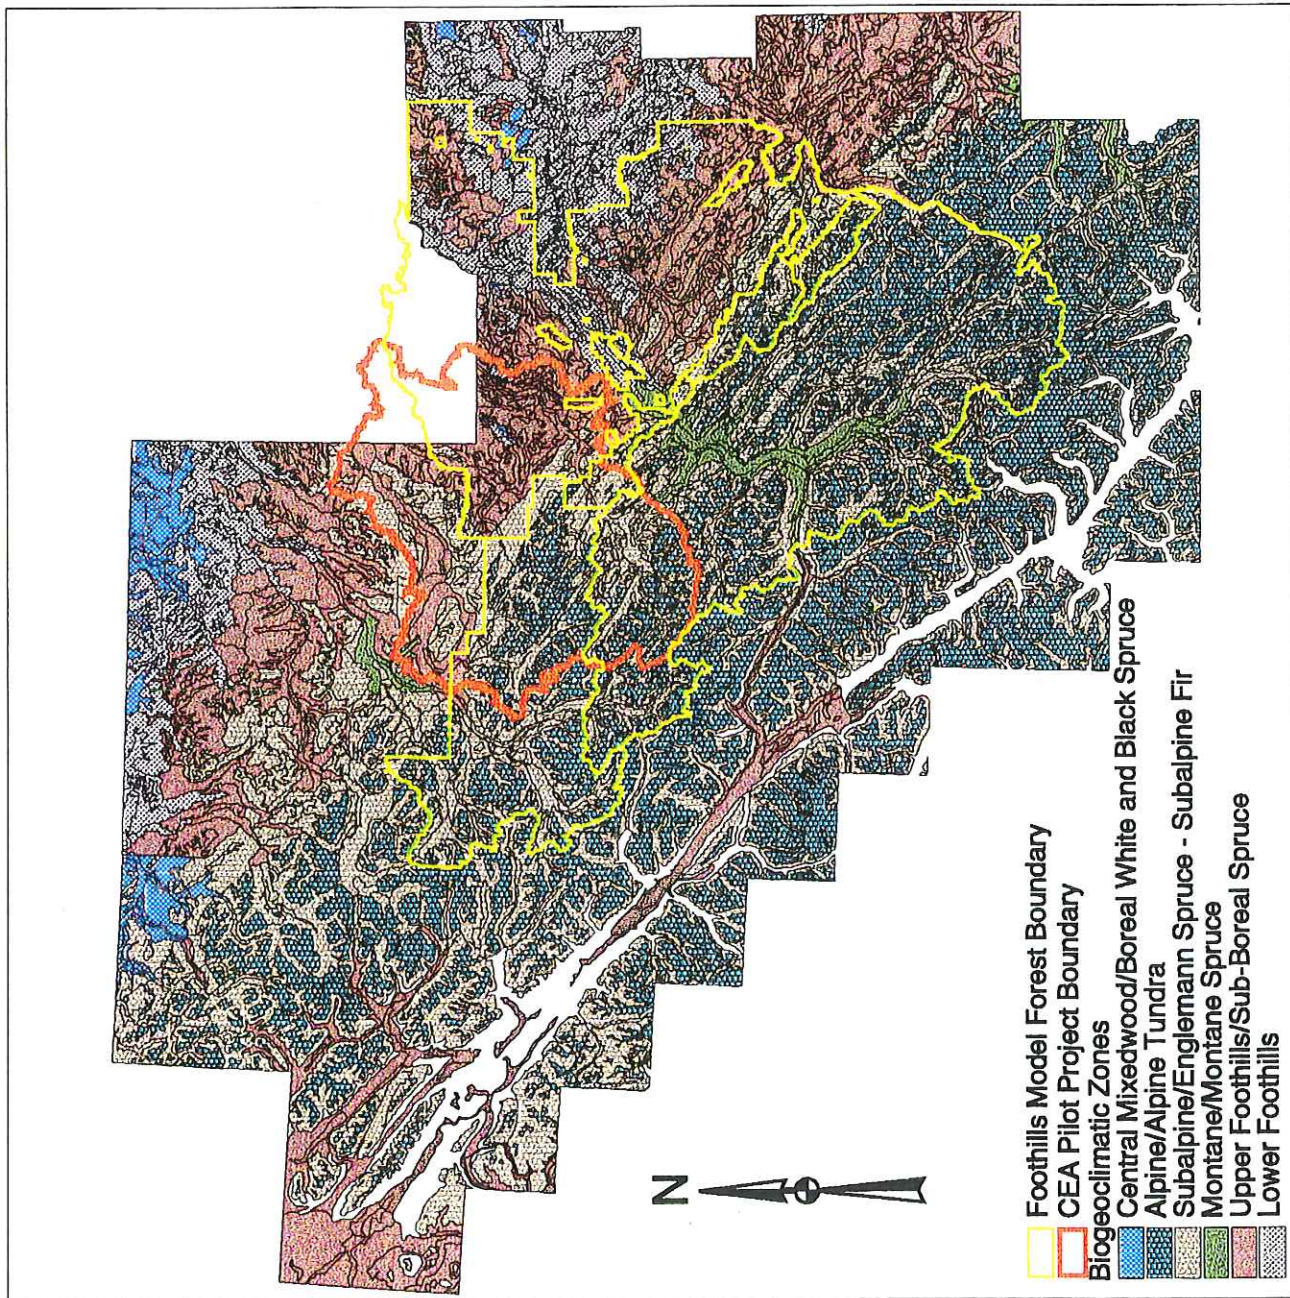 N
Foothills Model Forest Boundary
CEA Pilot Project Boundary
Biogeoclimatic Zones
Central Mixedwood/Boreal White and Black Spruce
Alpine/Alpine Tundra
Subalpine/Englemann Spruce - Subalpine Fir
Montane/Montane Spruce
Upper Foothills/Sub-Boreal Spruce
Lower Foothills